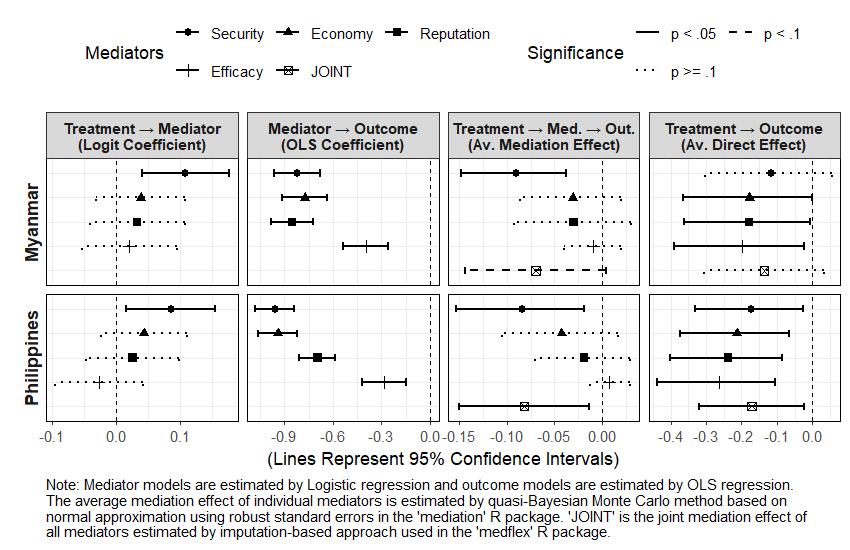 Mediators
Security
Economy
Reputation
Efficacy
JOINT
Significance
p < .05
p < .1
p >= .1
Treatment → Mediator
(Logit Coefficient)
Mediator → Outcome
(OLS Coefficient)
Treatment → Med. → Out.
(Av. Mediation Effect)
Treatment → Outcome
(Av. Direct Effect)
Myanmar
Philippines
-0.1 0.0 0.1
-0.9 -0.6 -0.3 0.0
-0.15 -0.10 -0.05 0.00
-0.4 -0.3 -0.2 -0.1 0.0
(Lines Represent 95% Confidence Intervals)
Note: Mediator models are estimated by Logistic regression and outcome models are estimated by OLS regression.
The average mediation effect of individual mediators is estimated by quasi-Bayesian Monte Carlo method based on
normal approximation using robust standard errors in the 'mediation' R package. 'JOINT' is the joint mediation effect of
all mediators estimated by imputation-based approach used in the 'medflex' R package.